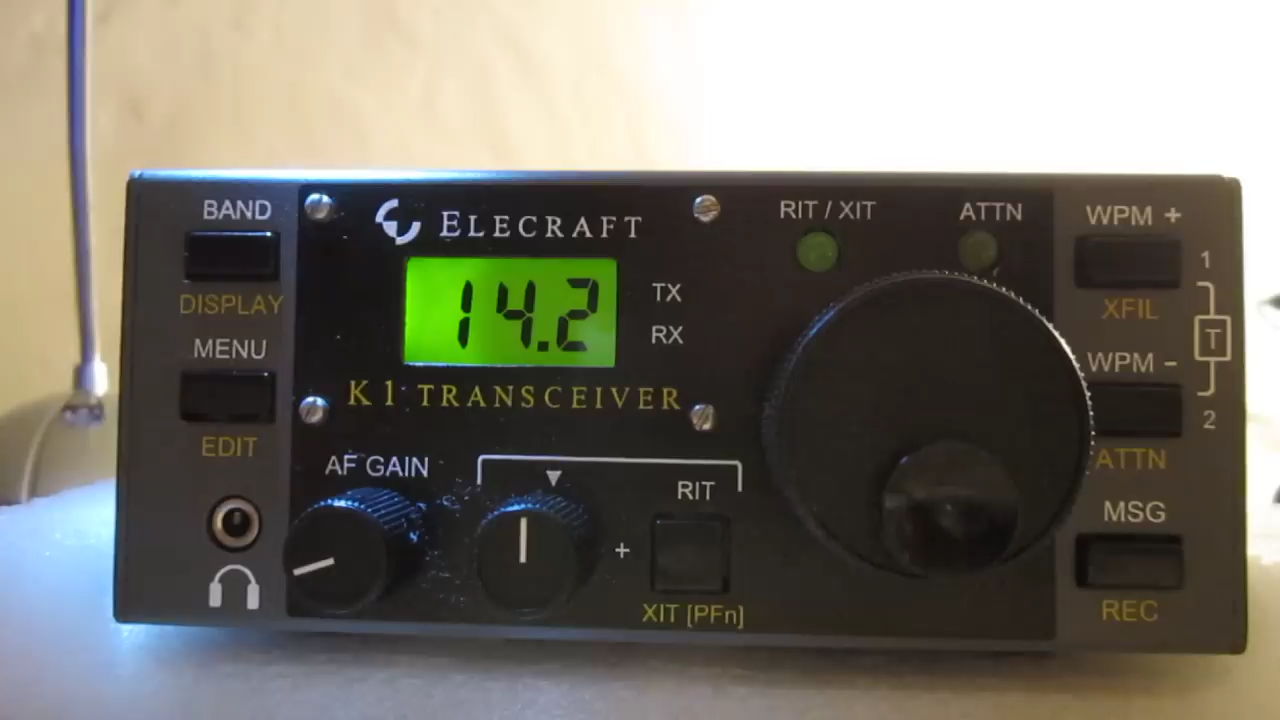 BAND
DISPLAY
MENU
EDIT
ELECRAFT
14.2
TX
RX
K1 TRANSCEIVER
AF GAIN
+
RIT
XIT [PFn]
RIT / XIT
ATTN
WPM +
XFIL
WPM -
ATTN
MSG
REC
1
T
2